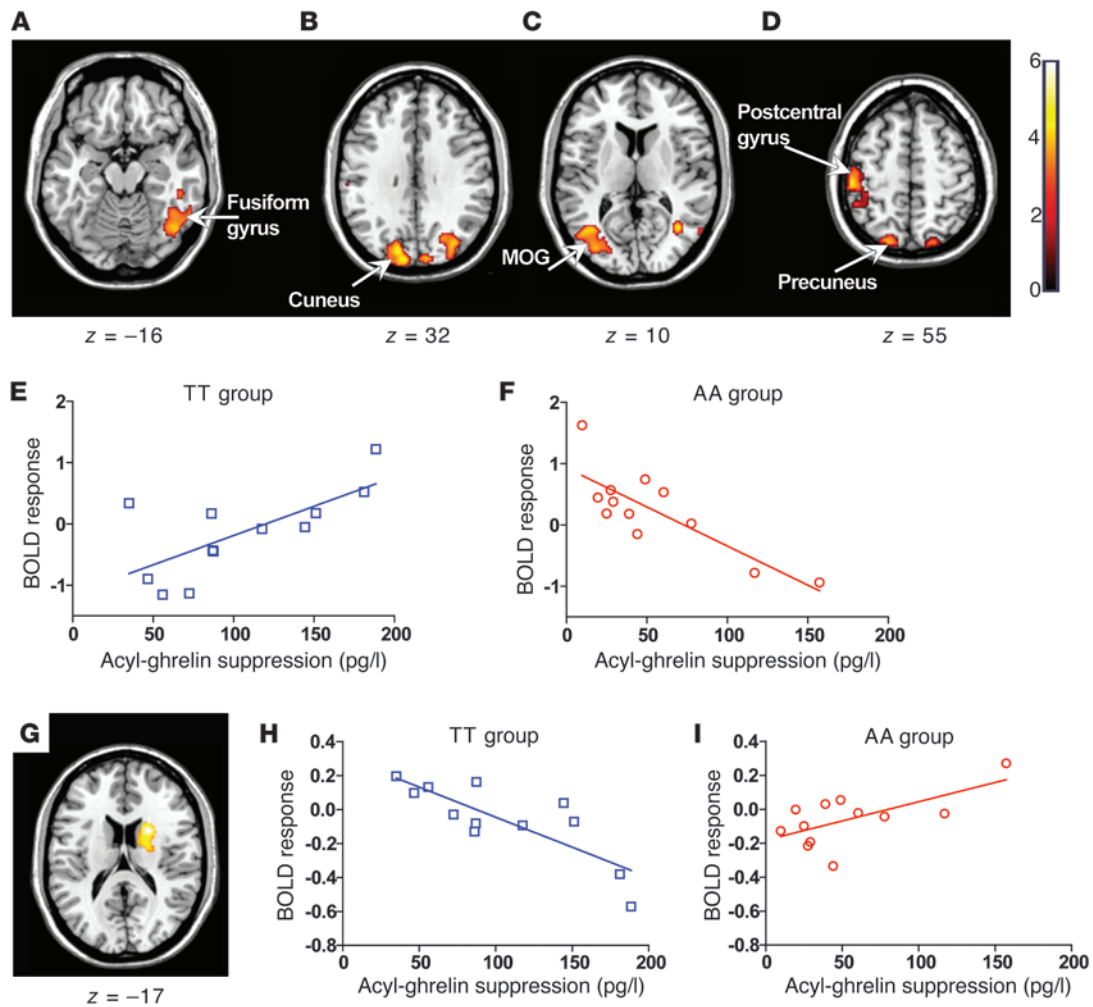 A
B
C
D
Fusiform
gyrus
Cuneus
MOG
Postcentral
gyrus
Precuneus
6
4
2
0
z = −16
z = 32
z = 10
z = 55
E
TT group
BOLD response
2
1
0
-1
0 50 100 150 200
Acyl-ghrelin suppression (pg/l)
F
AA group
BOLD response
2
1
0
-1
0 50 100 150 200
Acyl-ghrelin suppression (pg/l)
G
z = −17
H
TT group
BOLD response
0.4
0.2
0.0
-0.2
-0.4
-0.6
-0.8
0 50 100 150 200
Acyl-ghrelin suppression (pg/l)
I
AA group
BOLD response
0.4
0.2
0.0
-0.2
-0.4
-0.6
-0.8
0 50 100 150 200
Acyl-ghrelin suppression (pg/l)